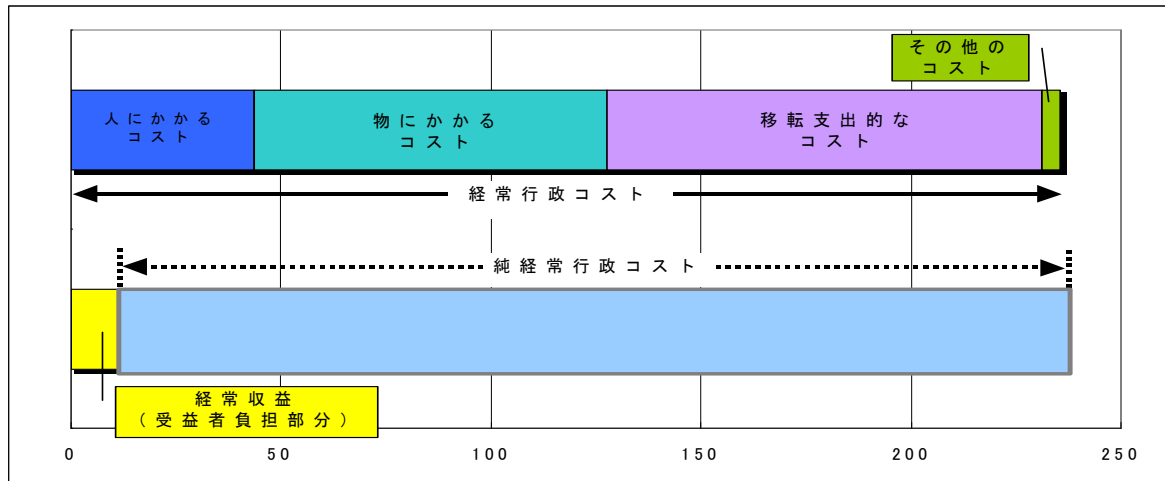 その他の
コスト
人にかかる
コスト
物にかかる
コスト
移転支出的な
コスト
経常行政コスト
純経常行政コスト
経常収益
(受益者負担部分)
0 50 100 150 200 250